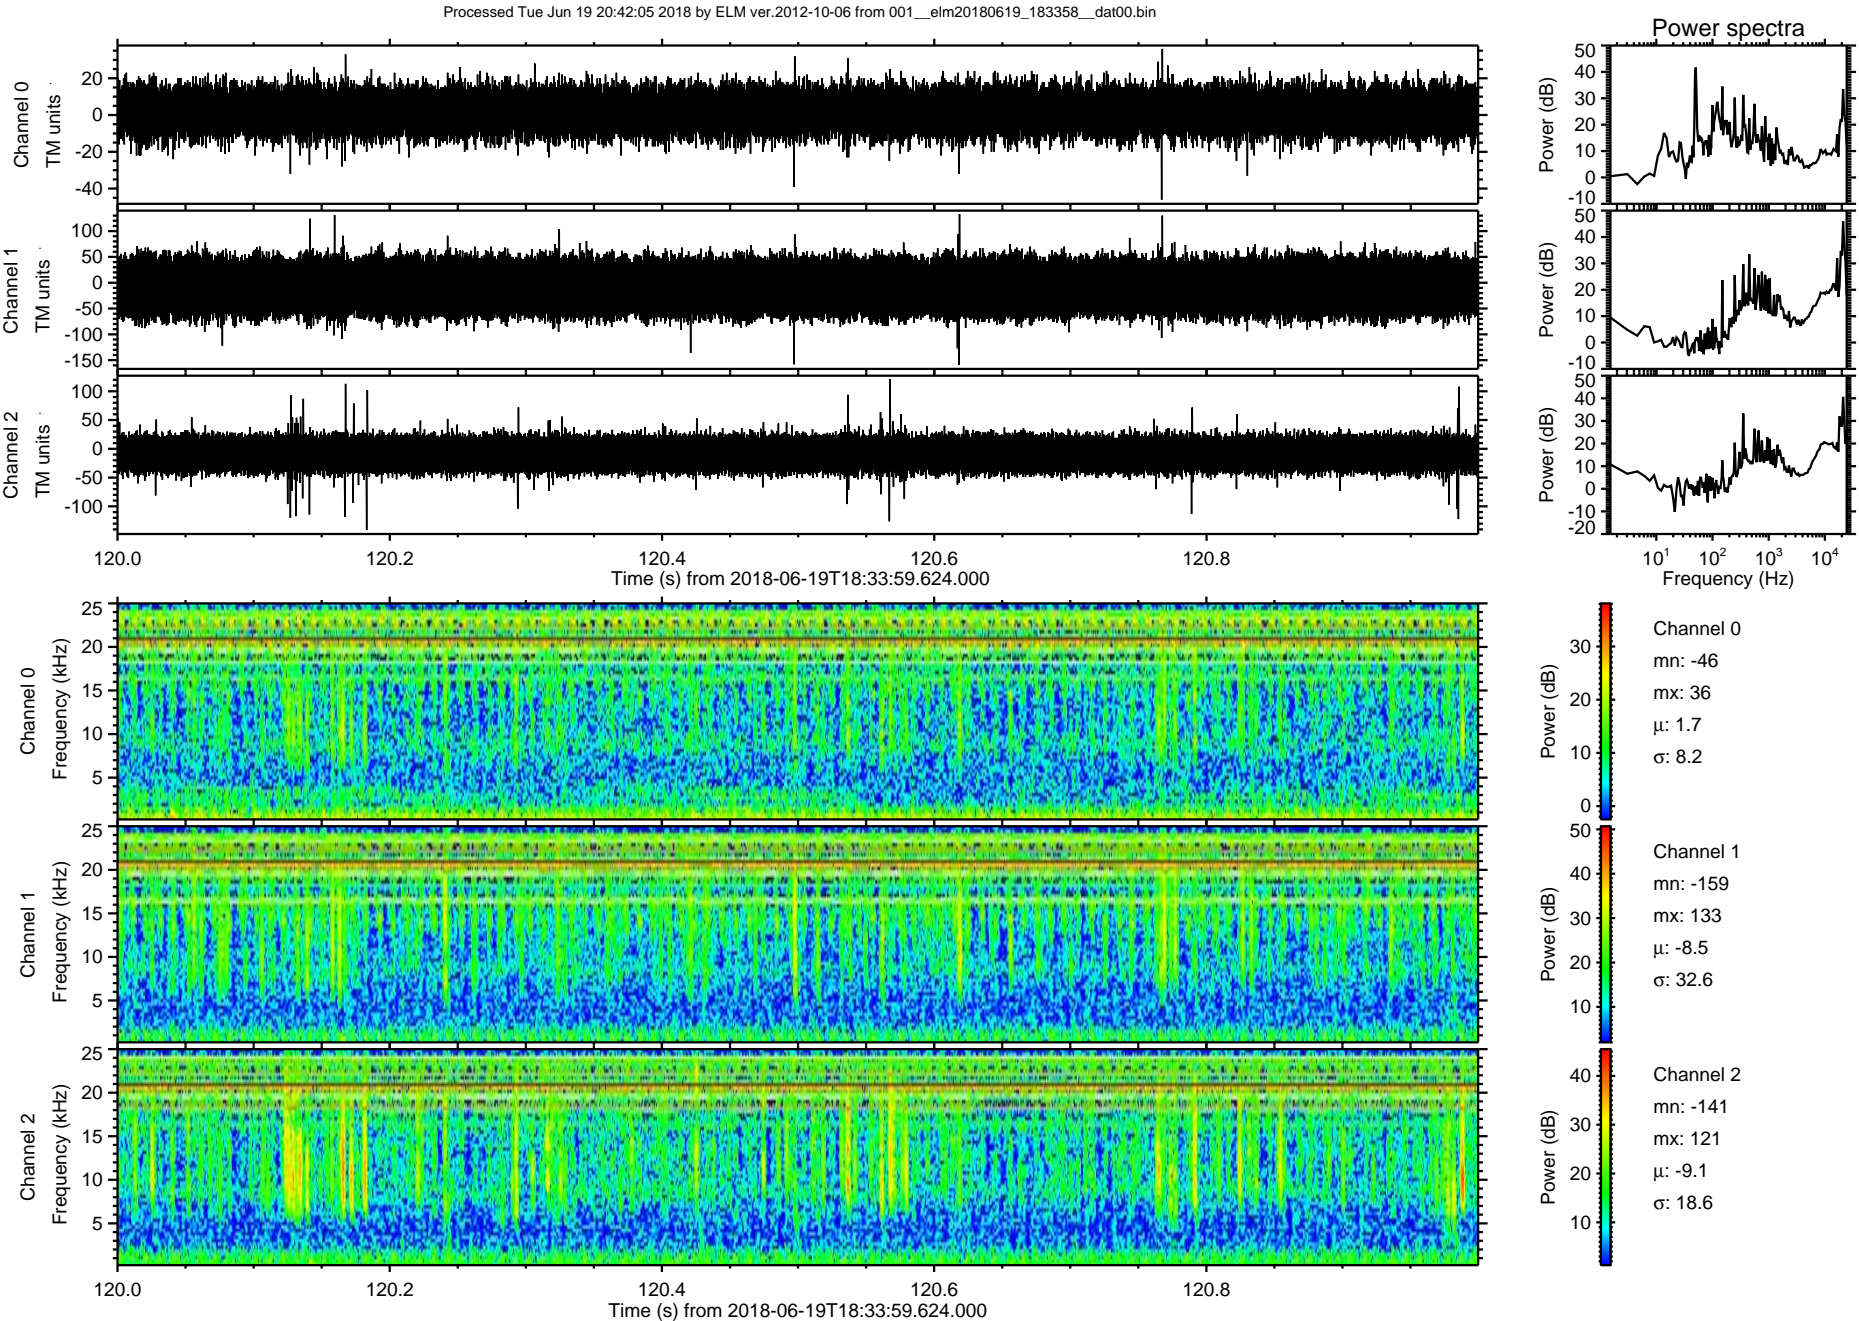 Processed Tue Jun 19 20:42:05 2018 by ELM ver.2012-10-06 from 001__elm20180619_183358__dat00.bin
Power spectra
Channel 0
TM units
20
0
-20
-40
Power (dB)
50
40
30
20
10
0
-10
Channel 1
TM units
100
50
0
-50
-100
-150
Power (dB)
50
40
30
20
10
0
-10
Channel 2
TM units
100
50
0
-50
-100
Power (dB)
50
40
30
20
10
0
-10
-20
120.0 120.2 120.4 120.6 120.8
Time (s) from 2018-06-19T18:33:59.624.000
10¹ 10² 10³ 10⁴
Frequency (Hz)
Channel 0
Frequency (kHz)
25
20
15
10
5
Power (dB)
30
20
10
0
Channel 0
mn: -46
mx: 36
μ: 1.7
σ: 8.2
Channel 1
Frequency (kHz)
25
20
15
10
5
Power (dB)
50
40
30
20
10
Channel 1
mn: -159
mx: 133
μ: -8.5
σ: 32.6
Channel 2
Frequency (kHz)
25
20
15
10
5
Power (dB)
40
30
20
10
Channel 2
mn: -141
mx: 121
μ: -9.1
σ: 18.6
120.0 120.2 120.4 120.6 120.8
Time (s) from 2018-06-19T18:33:59.624.000